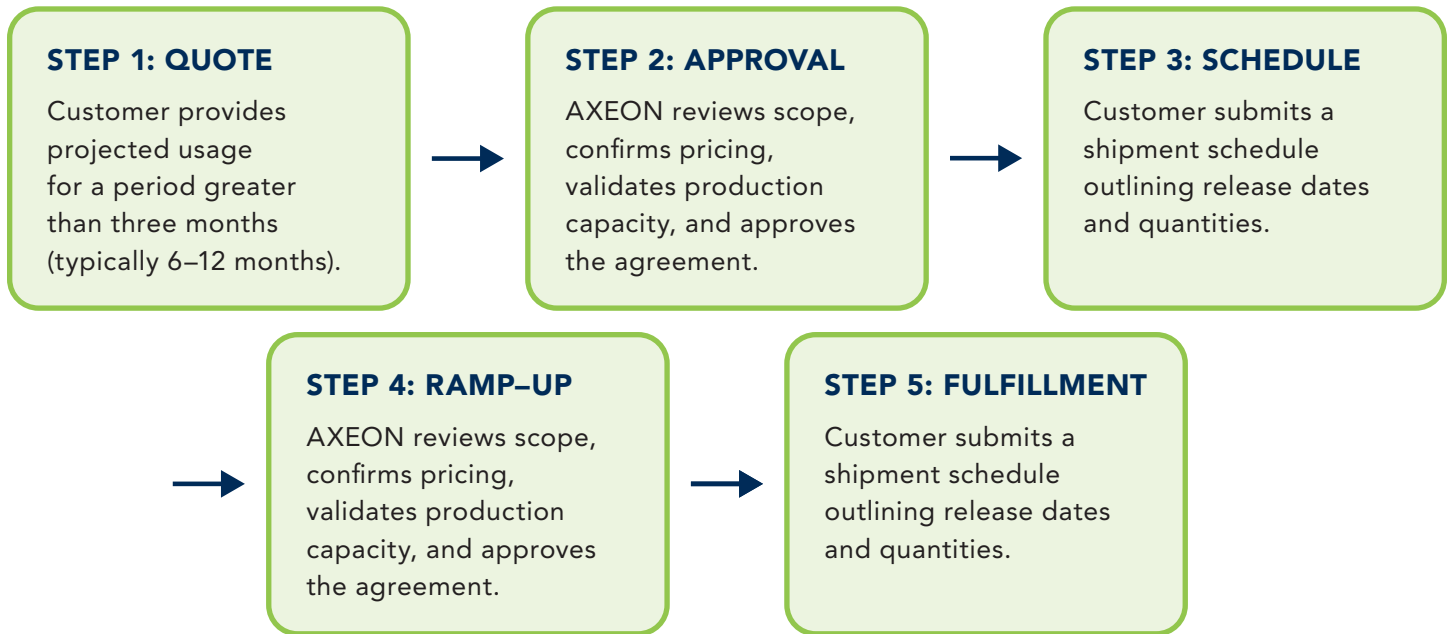 STEP 1: QUOTE
Customer provides
projected usage
for a period greater
than three months
(typically 6–12 months).
STEP 2: APPROVAL
AXEON reviews scope,
confirms pricing,
validates production
capacity, and approves
the agreement.
STEP 3: SCHEDULE
Customer submits a
shipment schedule
outlining release dates
and quantities.
STEP 4: RAMP–UP
AXEON reviews scope,
confirms pricing,
validates production
capacity, and approves
the agreement.
STEP 5: FULFILLMENT
Customer submits a
shipment schedule
outlining release dates
and quantities.